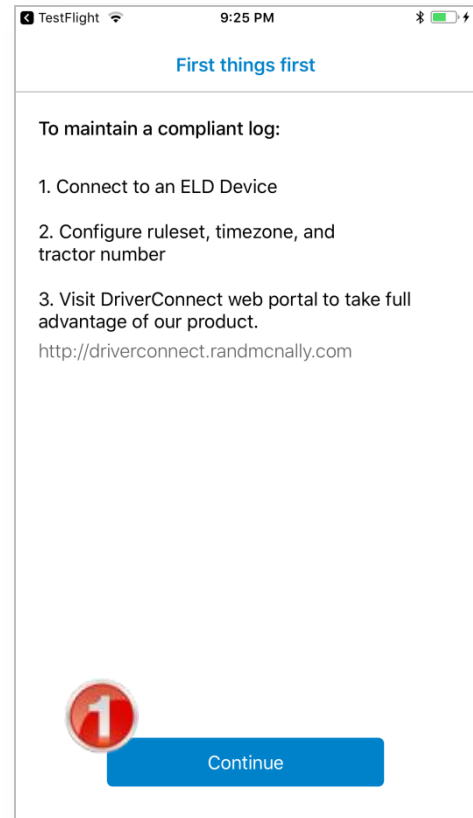 TestFlight 9:25 PM
First things first
To maintain a compliant log:
1. Connect to an ELD Device
2. Configure ruleset, timezone, and
tractor number
3. Visit DriverConnect web portal to take full
advantage of our product.
http://driverconnect.randmcnally.com
1
Continue